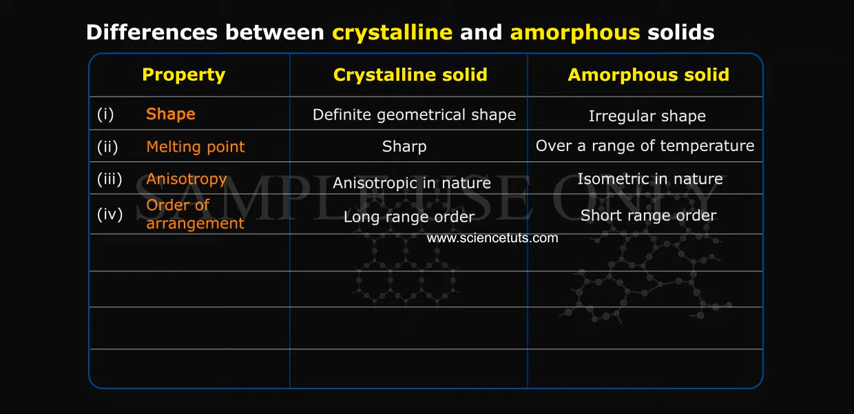 Differences between crystalline and amorphous solids
Property Crystalline solid Amorphous solid
(i) Shape Definite geometrical shape Irregular shape
(ii) Melting point Sharp Over a range of temperature
(iii) Anisotropy Anisotropic in nature Isometric in nature
SAMPLE USE ONLY
(iv) Order of
arrangement Long range order Short range order
www.sciencetuts.com